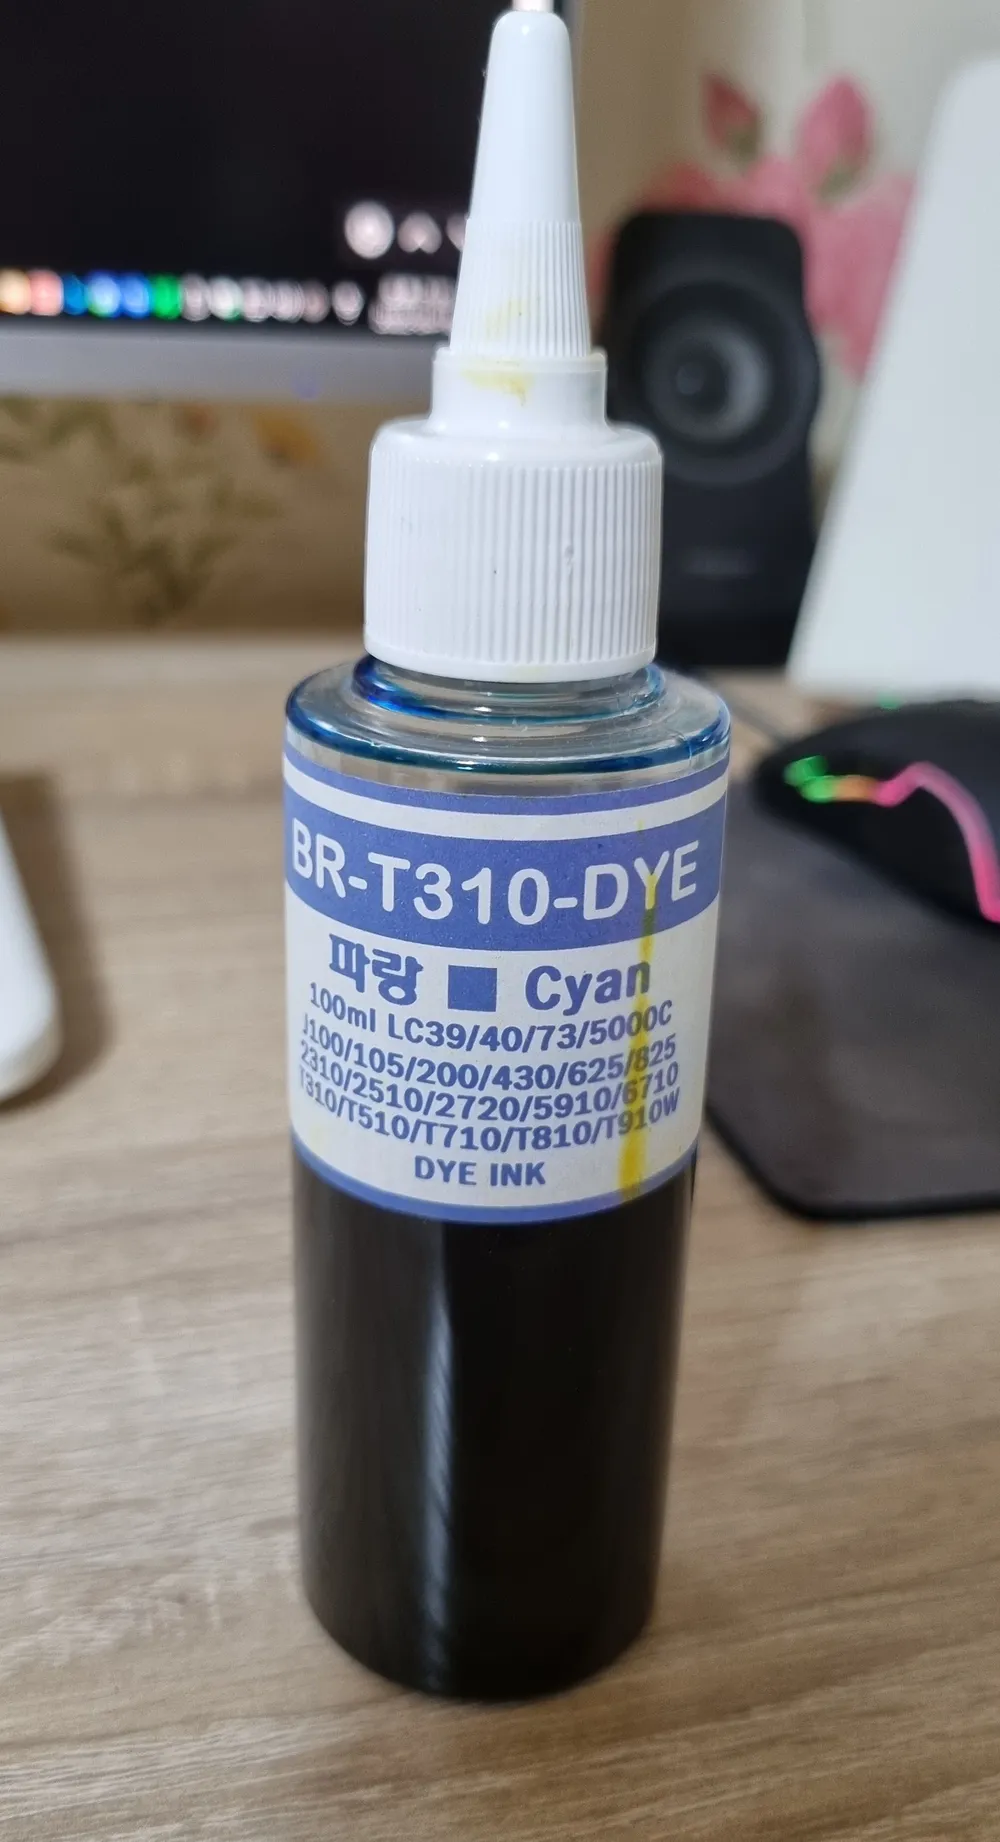 BR-T310-DYE
파랑 Cyan
100ml LC39/40/73/5000C
J100/105/200/430/625/825
2310/2510/2720/5910/6710
T310/T510/T710/T810/T910W
DYE INK